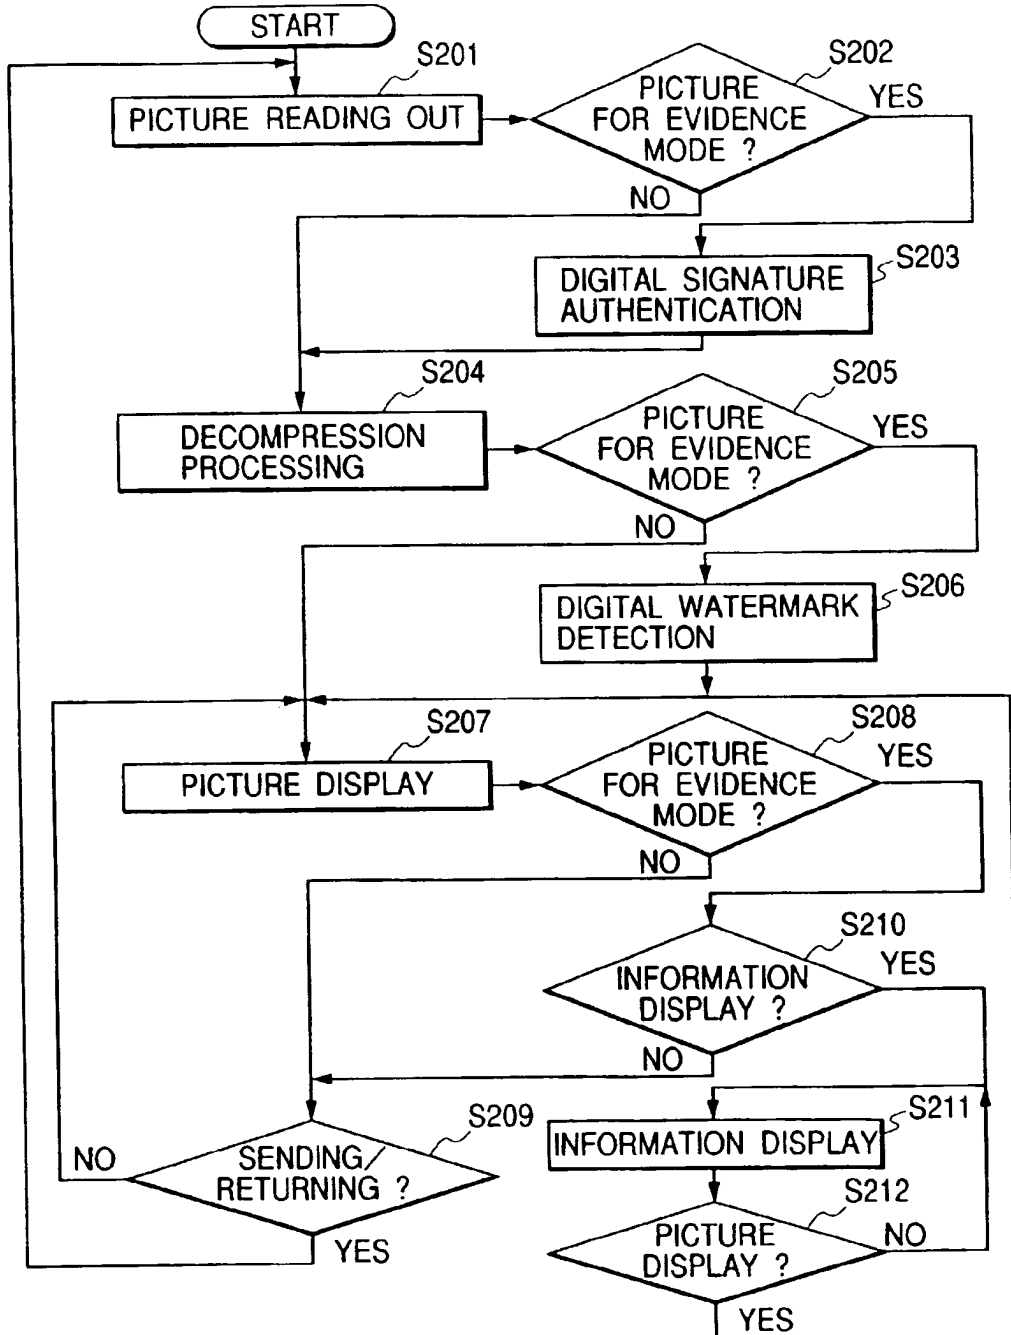 START
S201
PICTURE READING OUT
S202
PICTURE
FOR EVIDENCE
MODE ?
YES
NO
S203
DIGITAL SIGNATURE
AUTHENTICATION
S204
DECOMPRESSION
PROCESSING
S205
PICTURE
FOR EVIDENCE
MODE ?
YES
NO
S206
DIGITAL WATERMARK
DETECTION
S207
PICTURE DISPLAY
S208
PICTURE
FOR EVIDENCE
MODE ?
YES
NO
S210
INFORMATION
DISPLAY ?
YES
NO
S209
SENDING/
RETURNING ?
NO
YES
S211
INFORMATION DISPLAY
S212
PICTURE
DISPLAY ?
NO
YES